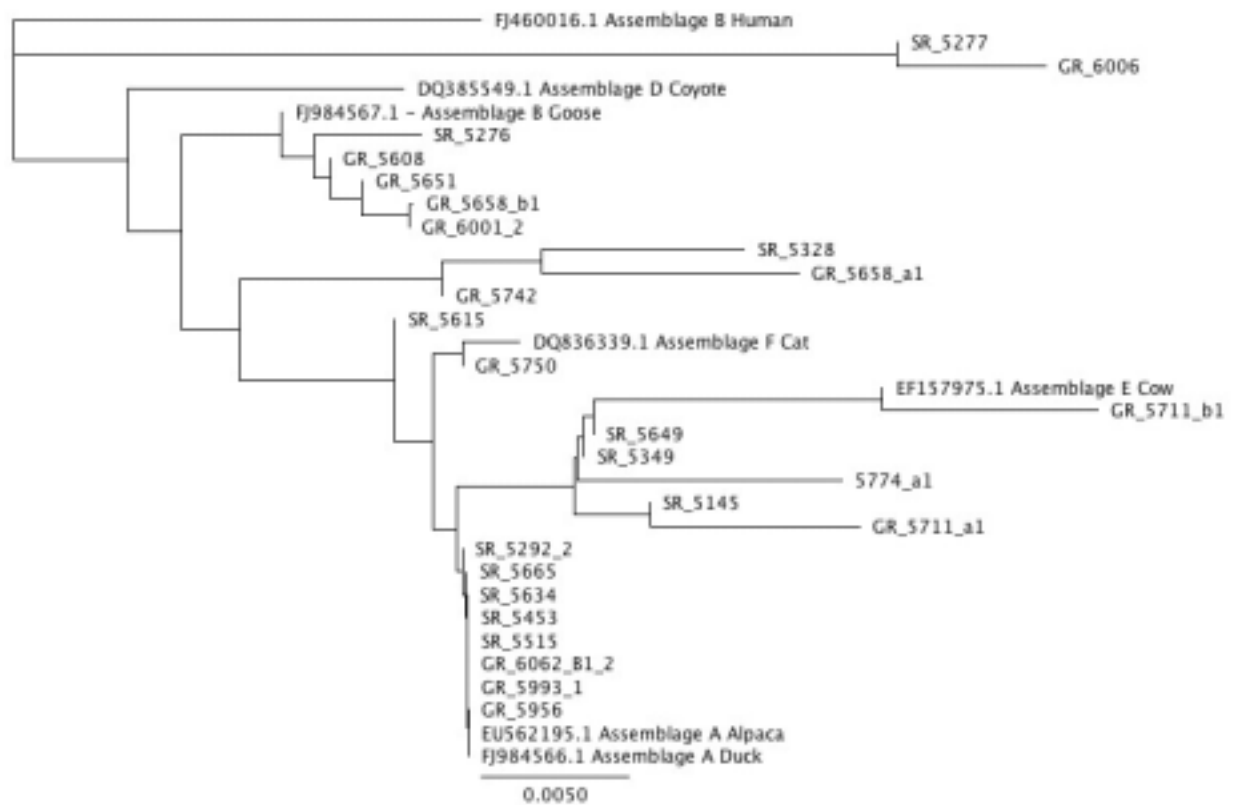 FJ460016.1 Assemblage B Human
SR_5277
GR_6006
DQ385549.1 Assemblage D Coyote
FJ984567.1 - Assemblage B Goose
SR_5276
GR_5608
GR_5651
GR_5658_b1
GR_6001_2
SR_5328
GR_5658_a1
GR_5742
SR_5615
DQ836339.1 Assemblage F Cat
GR_5750
EF157975.1 Assemblage E Cow
GR_5711_b1
SR_5649
SR_5349
5774_a1
SR_5145
GR_5711_a1
SR_5292_2
SR_5665
SR_5634
SR_5453
SR_5515
GR_6062_B1_2
GR_5993_1
GR_5956
EU562195.1 Assemblage A Alpaca
FJ984566.1 Assemblage A Duck
0.0050